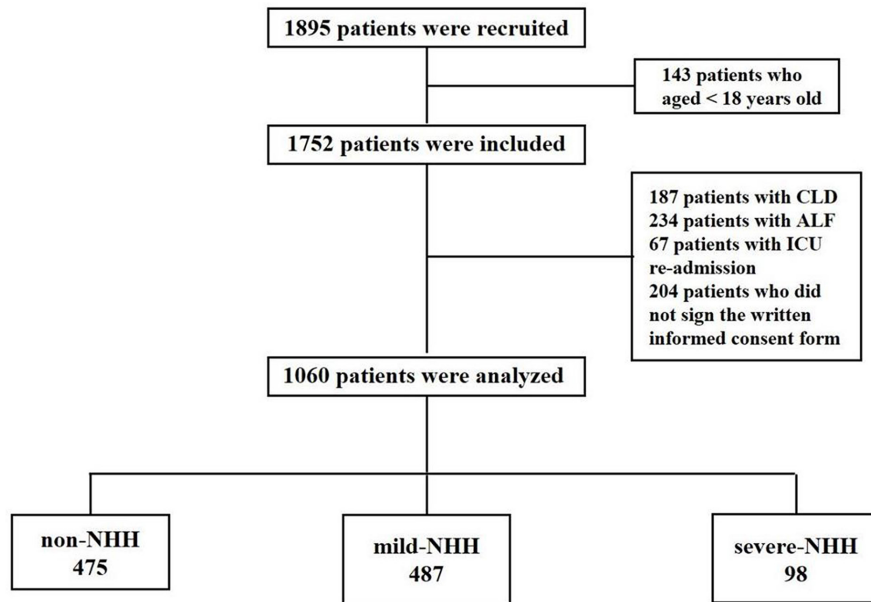 1895 patients were recruited
143 patients who
aged < 18 years old
1752 patients were included
187 patients with CLD
234 patients with ALF
67 patients with ICU
re-admission
204 patients who did
not sign the written
informed consent form
1060 patients were analyzed
non-NHH
475
mild-NHH
487
severe-NHH
98